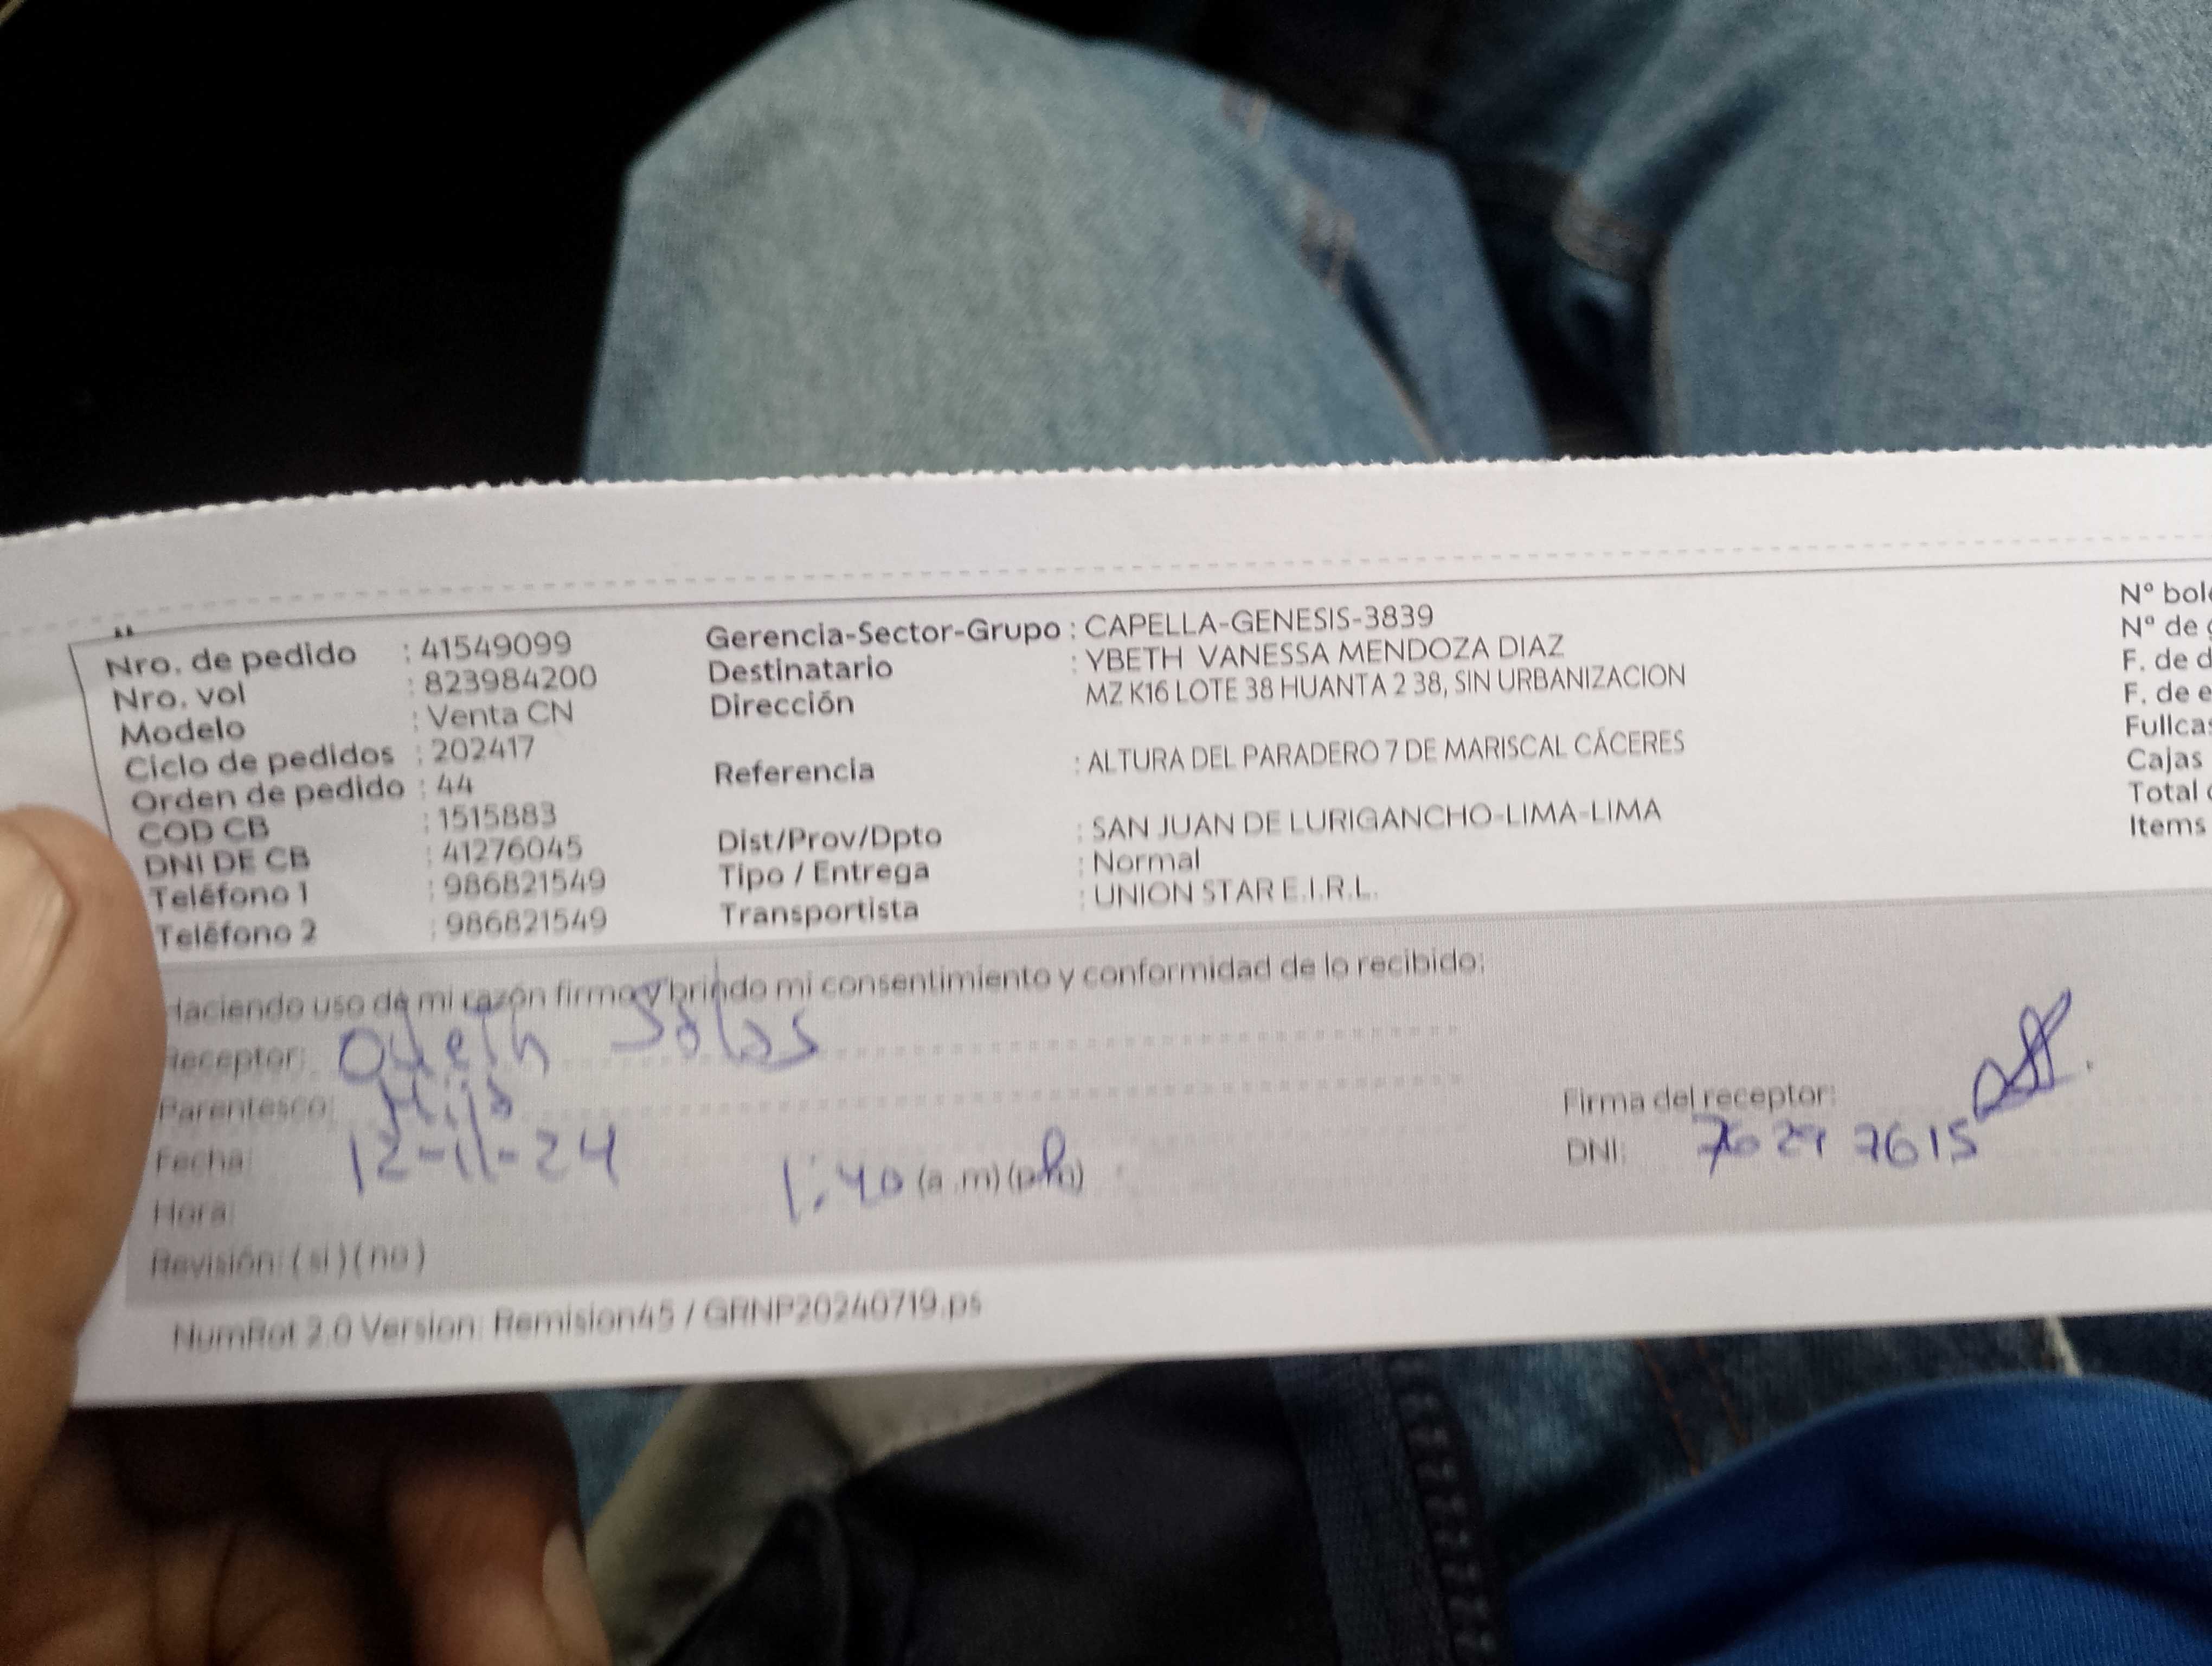 Nro. de pedido : 41549099
Nro. vol : 823984200
Modelo : Venta CN
Ciclo de pedidos : 202417
Orden de pedido : 44
COD CB : 1515883
DNI DE CB : 41276045
Teléfono 1 : 986821549
Teléfono 2 : 986821549
Gerencia-Sector-Grupo : CAPELLA-GENESIS-3839
Destinatario : YBETH VANESSA MENDOZA DIAZ
Dirección MZ K16 LOTE 38 HUANTA 2 38, SIN URBANIZACION
Referencia : ALTURA DEL PARADERO 7 DE MARISCAL CÁCERES
Dist/Prov/Dpto : SAN JUAN DE LURIGANCHO-LIMA-LIMA
Tipo / Entrega : Normal
Transportista : UNION STAR E.I.R.L.
N° bole
N° de
F. de d
F. de e
Fullcas
Cajas
Total
Items
Haciendo uso de mi razón firmo y brindo mi consentimiento y conformidad de lo recibido:
Receptor: Odeth Solas
Parentesco: Hijo
Fecha: 12-11-24
Hora: 1:40 (a.m) (p.m)
Revisión: (si) (no)
Firma del receptor:
DNI: 76297615
NumRot 2.0 Version: Remision45 / GRNP20240719.ps